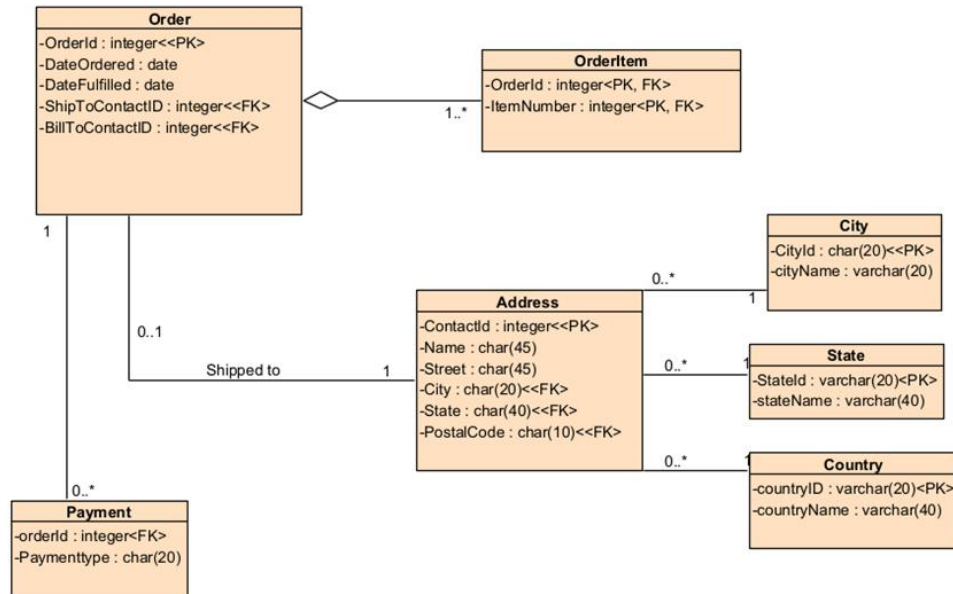 Order
-OrderId : integer<<PK>
-DateOrdered : date
-DateFulfilled : date
-ShipToContactID : integer<<FK>
-BillToContactID : integer<<FK>
OrderItem
-OrderId : integer<PK, FK>
-ItemNumber : integer<PK, FK>
1..*
1
0..1
Shipped to
1
City
-CityId : char(20)<<PK>
-cityName : varchar(20)
0..*
1
Address
-ContactId : integer<<PK>
-Name : char(45)
-Street : char(45)
-City : char(20)<<FK>
-State : char(40)<<FK>
-PostalCode : char(10)<<FK>
0..*
1
State
-StateId : varchar(20)<PK>
-stateName : varchar(40)
0..*
1
Country
-countryID : varchar(20)<PK>
-countryName : varchar(40)
0..*
Payment
-orderId : integer<FK>
-Paymenttype : char(20)